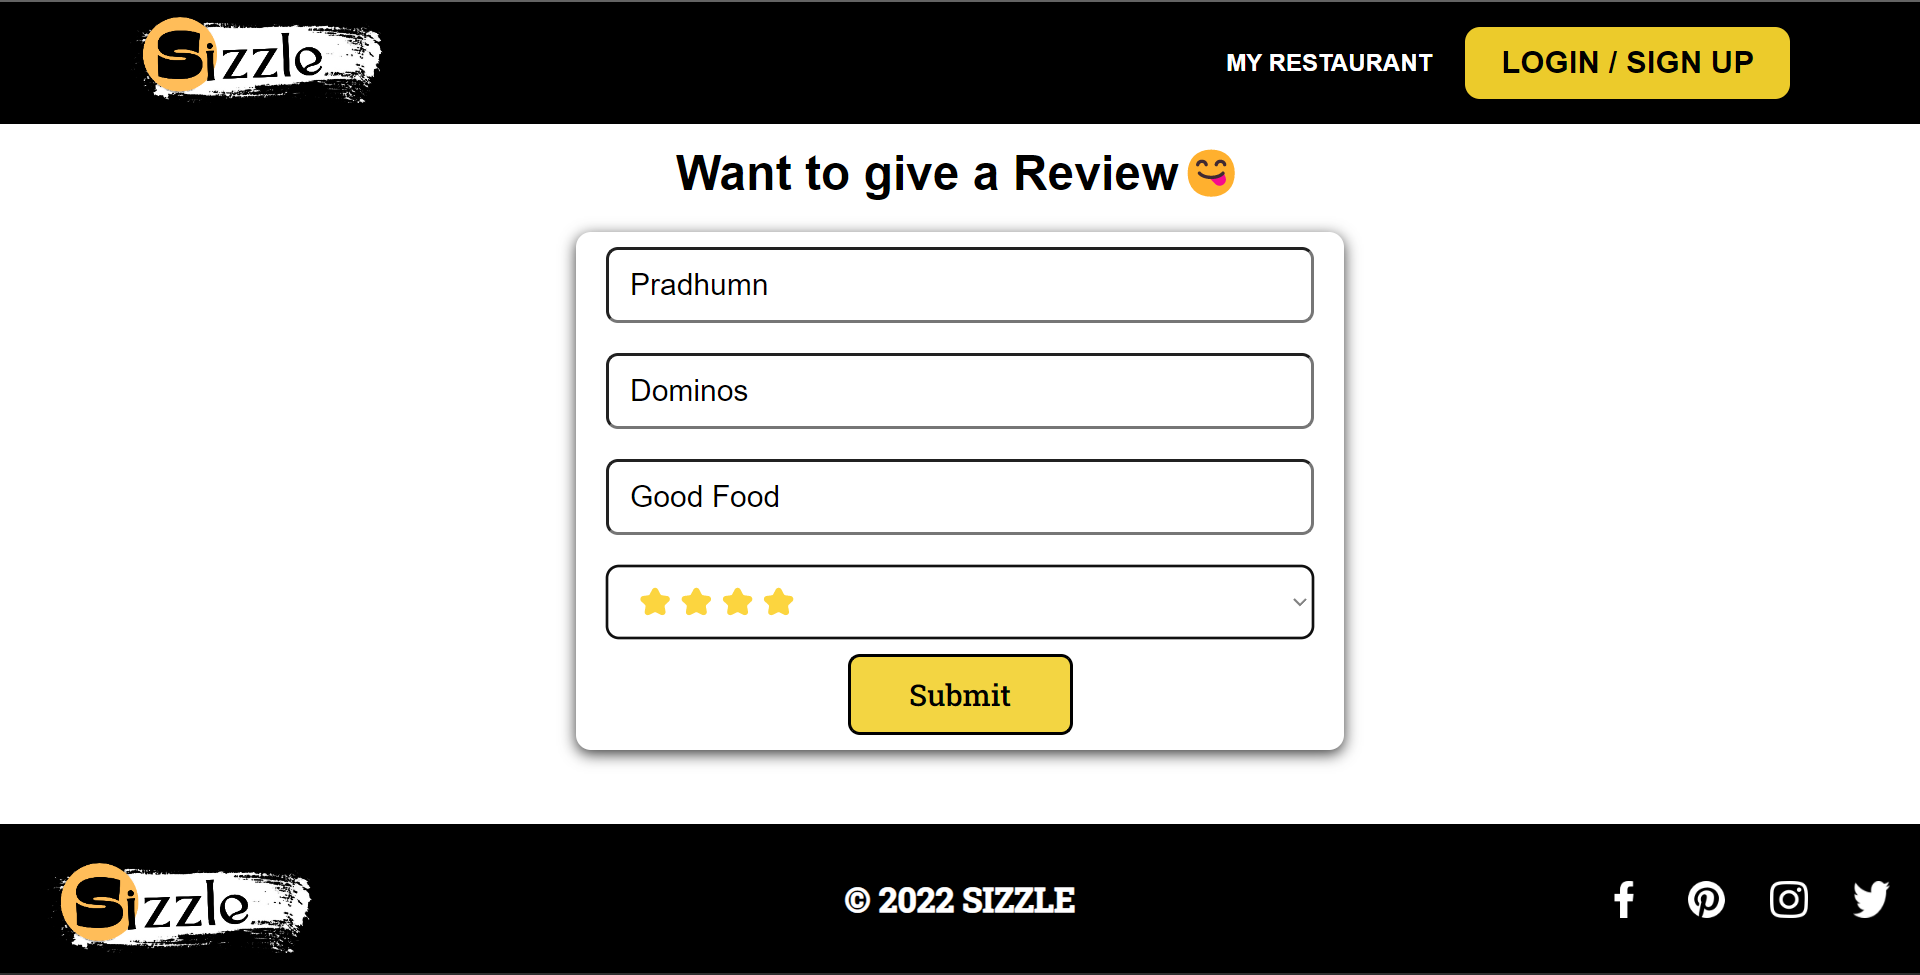 Sizzle
MY RESTAURANT
LOGIN / SIGN UP
Want to give a Review😋
Pradhumn
Dominos
Good Food
Submit
Sizzle
© 2022 SIZZLE